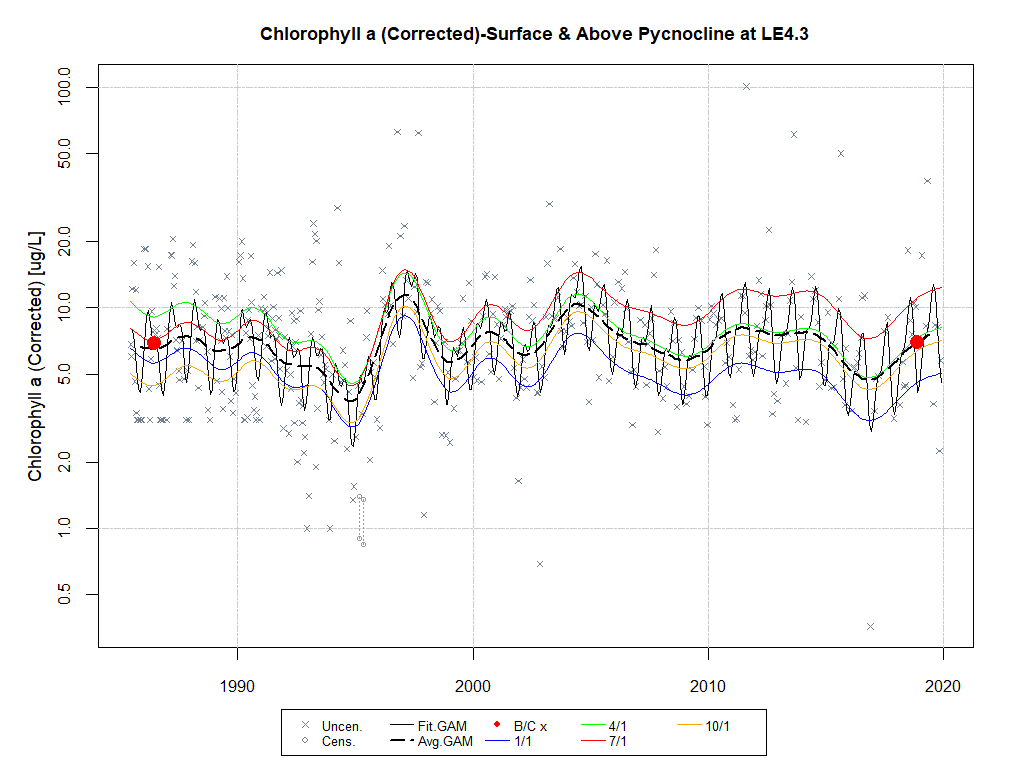 Chlorophyll a (Corrected)-Surface & Above Pycnocline at LE4.3
Chlorophyll a (Corrected) [ug/L]
100.0
50.0
20.0
10.0
5.0
2.0
1.0
0.5
1990 2000 2010 2020
Uncen. Fit.GAM B/C x 4/1 10/1
Cens. Avg.GAM 1/1 7/1